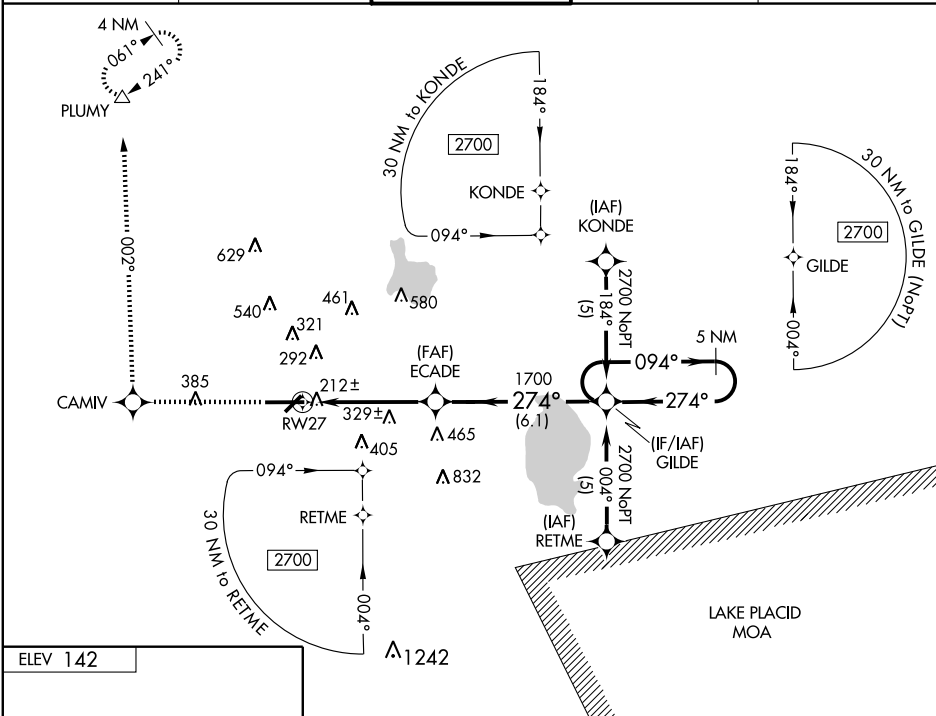 4 NM
061°
241°
PLUMY
002°
30 NM to KONDE
184°
2700
KONDE
094°
184°
30 NM to GILDE (NoPT)
2700
GILDE
004°
(IAF)
KONDE
2700 NoPT
184°
(5)
629
540
461
580
321
292
(FAF)
ECADE
5 NM
094°
CAMIV
385
212±
RW27
329±
1700
274°
(6.1)
274°
(IF/IAF)
GILDE
405
465
832
2700 NoPT
004°
(5)
(IAF)
RETME
094°
RETME
30 NM to RETME
2700
004°
1242
LAKE PLACID
MOA
ELEV 142